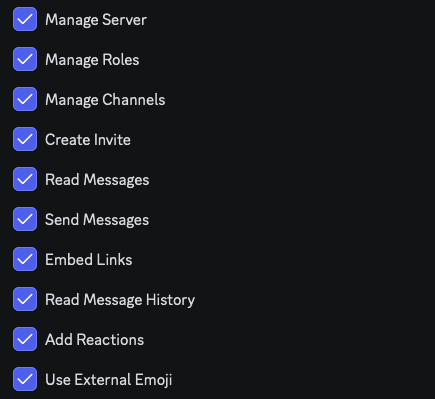 Manage Server
Manage Roles
Manage Channels
Create Invite
Read Messages
Send Messages
Embed Links
Read Message History
Add Reactions
Use External Emoji